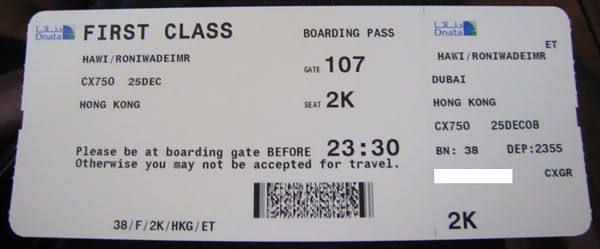 دناتا
Dnata
FIRST CLASS
BOARDING PASS
HAWI/RONIWADEIMR
GATE 107
CX750 25DEC
HONG KONG
SEAT 2K
Please be at boarding gate BEFORE 23:30
Otherwise you may not be accepted for travel.
38/F/2K/HKG/ET
دناتا
Dnata
ET
HAWI/RONIWADEIMR
DUBAI
HONG KONG
CX750 25DEC08
BN: 38 DEP:2355
CXGR
2K